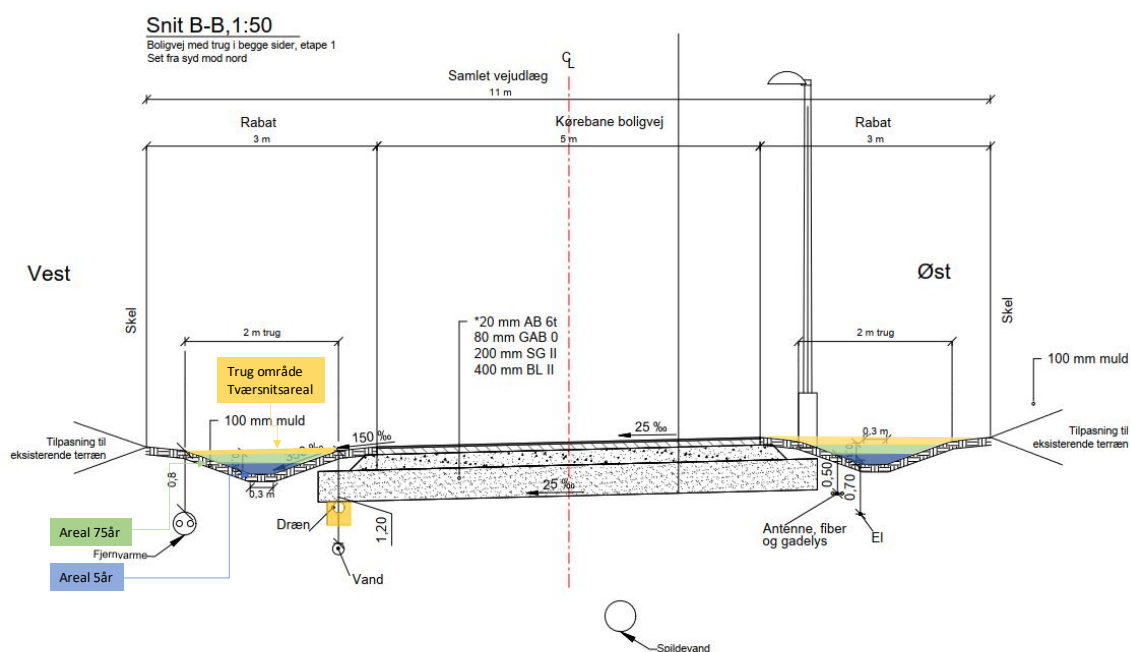 Snit B-B,1:50
Boligvej med trug i begge sider, etape 1
Set fra syd mod nord
CL
Samlet vejudlæg
11 m
Rabat
3 m
Kørebane boligvej
5 m
Rabat
3 m
Vest
Øst
Skel
Skel
2 m trug
2 m trug
*20 mm AB 6t
80 mm GAB 0
200 mm SG II
400 mm BL II
Trug område
Tværsnitsareal
100 mm muld
100 mm muld
Tilpasning til
eksisterende terræn
150 ‰
25 ‰
0,3 m
Tilpasning til
eksisterende terræn
0,8
0,3 m
25 ‰
0,50
0,70
Areal 75år
Dræn
1,20
Antenne, fiber
og gadelys
El
Fjernvarme
Areal 5år
Vand
Spildevand